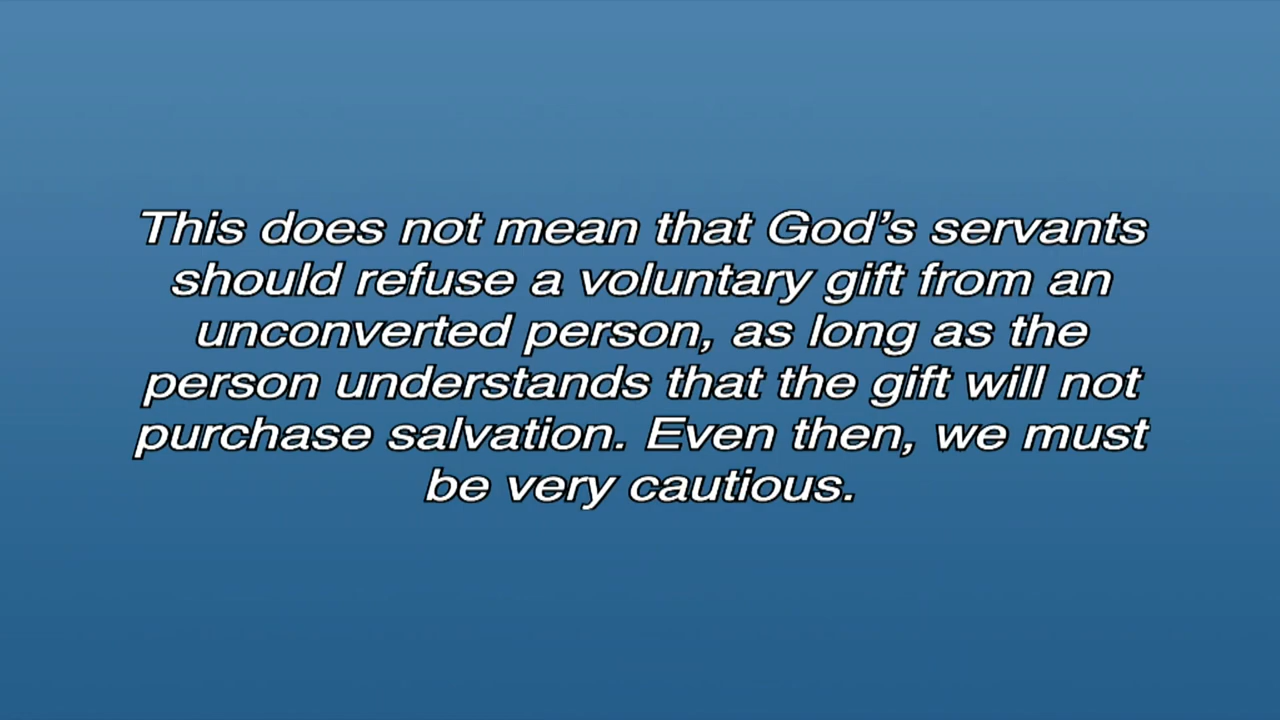 This does not mean that God’s servants
should refuse a voluntary gift from an
unconverted person, as long as the
person understands that the gift will not
purchase salvation. Even then, we must
be very cautious.